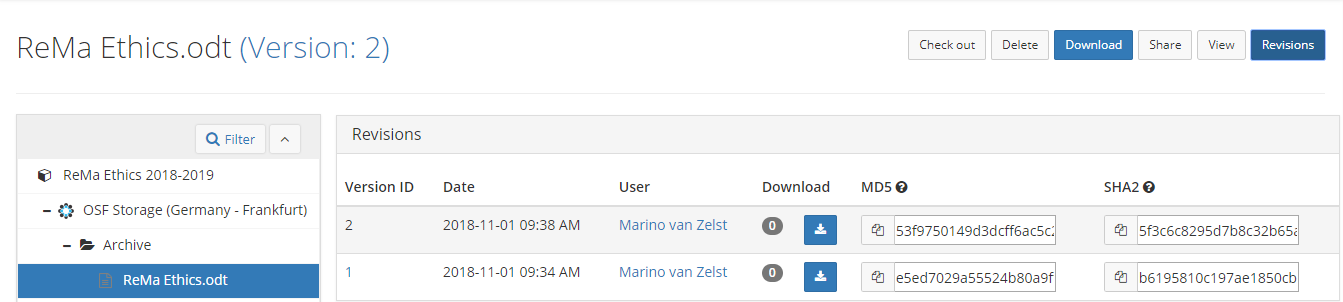 ReMa Ethics.odt (Version: 2)
Check out Delete Download Share View Revisions
Filter
ReMa Ethics 2018-2019
OSF Storage (Germany - Frankfurt)
Archive
ReMa Ethics.odt
Revisions
Version ID Date User Download MD5 SHA2
2 2018-11-01 09:38 AM Marino van Zelst 0 53f9750149d3dcff6ac5c2 5f3c6c8295d7b8c32b65a
1 2018-11-01 09:34 AM Marino van Zelst 0 e5ed7029a55524b80a9f b6195810c197ae1850cb